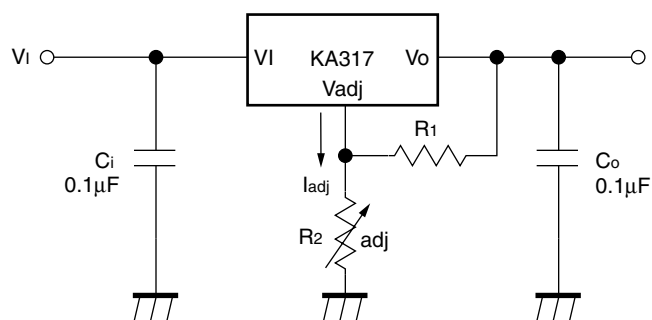 VI
VI
KA317
Vo
Vadj
R1
Ci
0.1μF
Iadj
Co
0.1μF
R2
adj